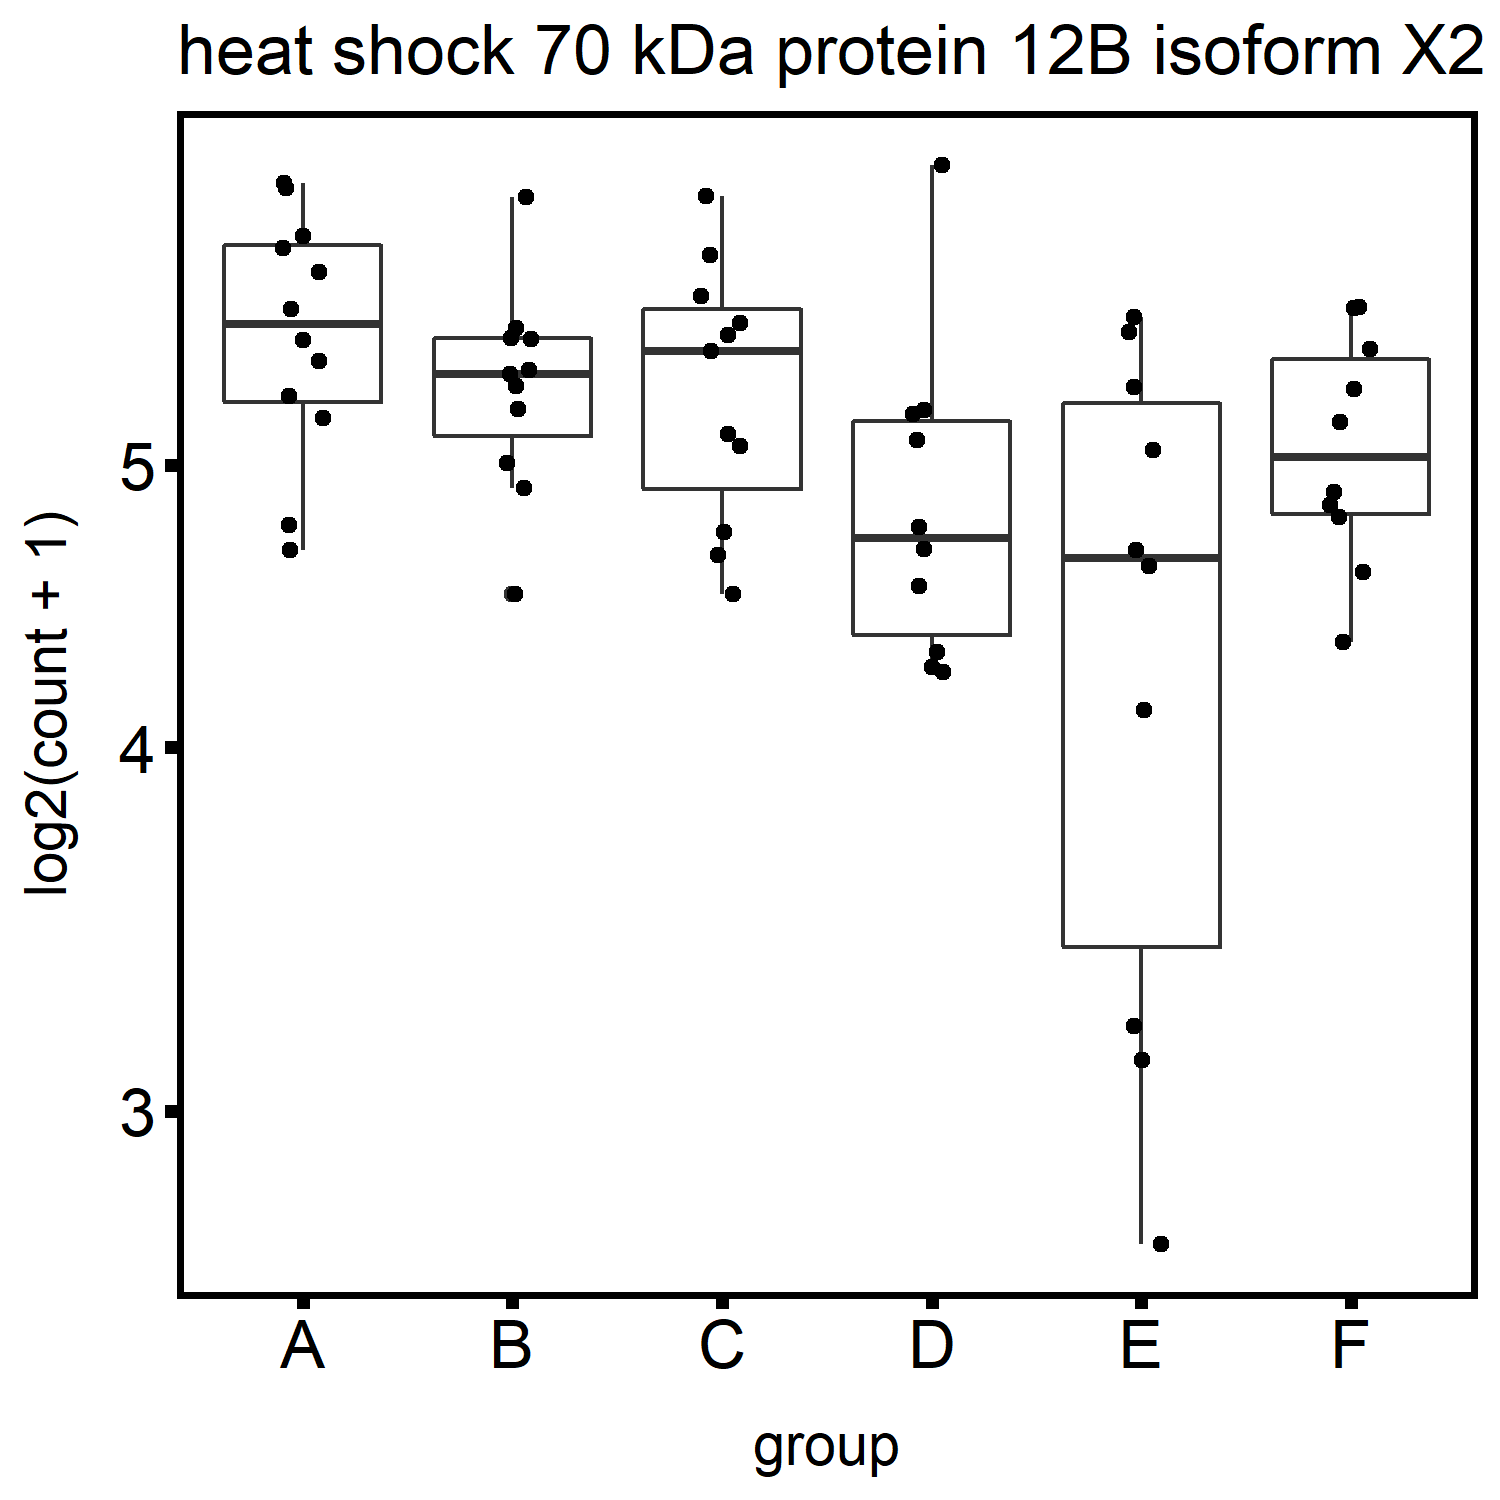 heat shock 70 kDa protein 12B isoform X2
log2(count + 1)
5
4
3
A B C D E F
group